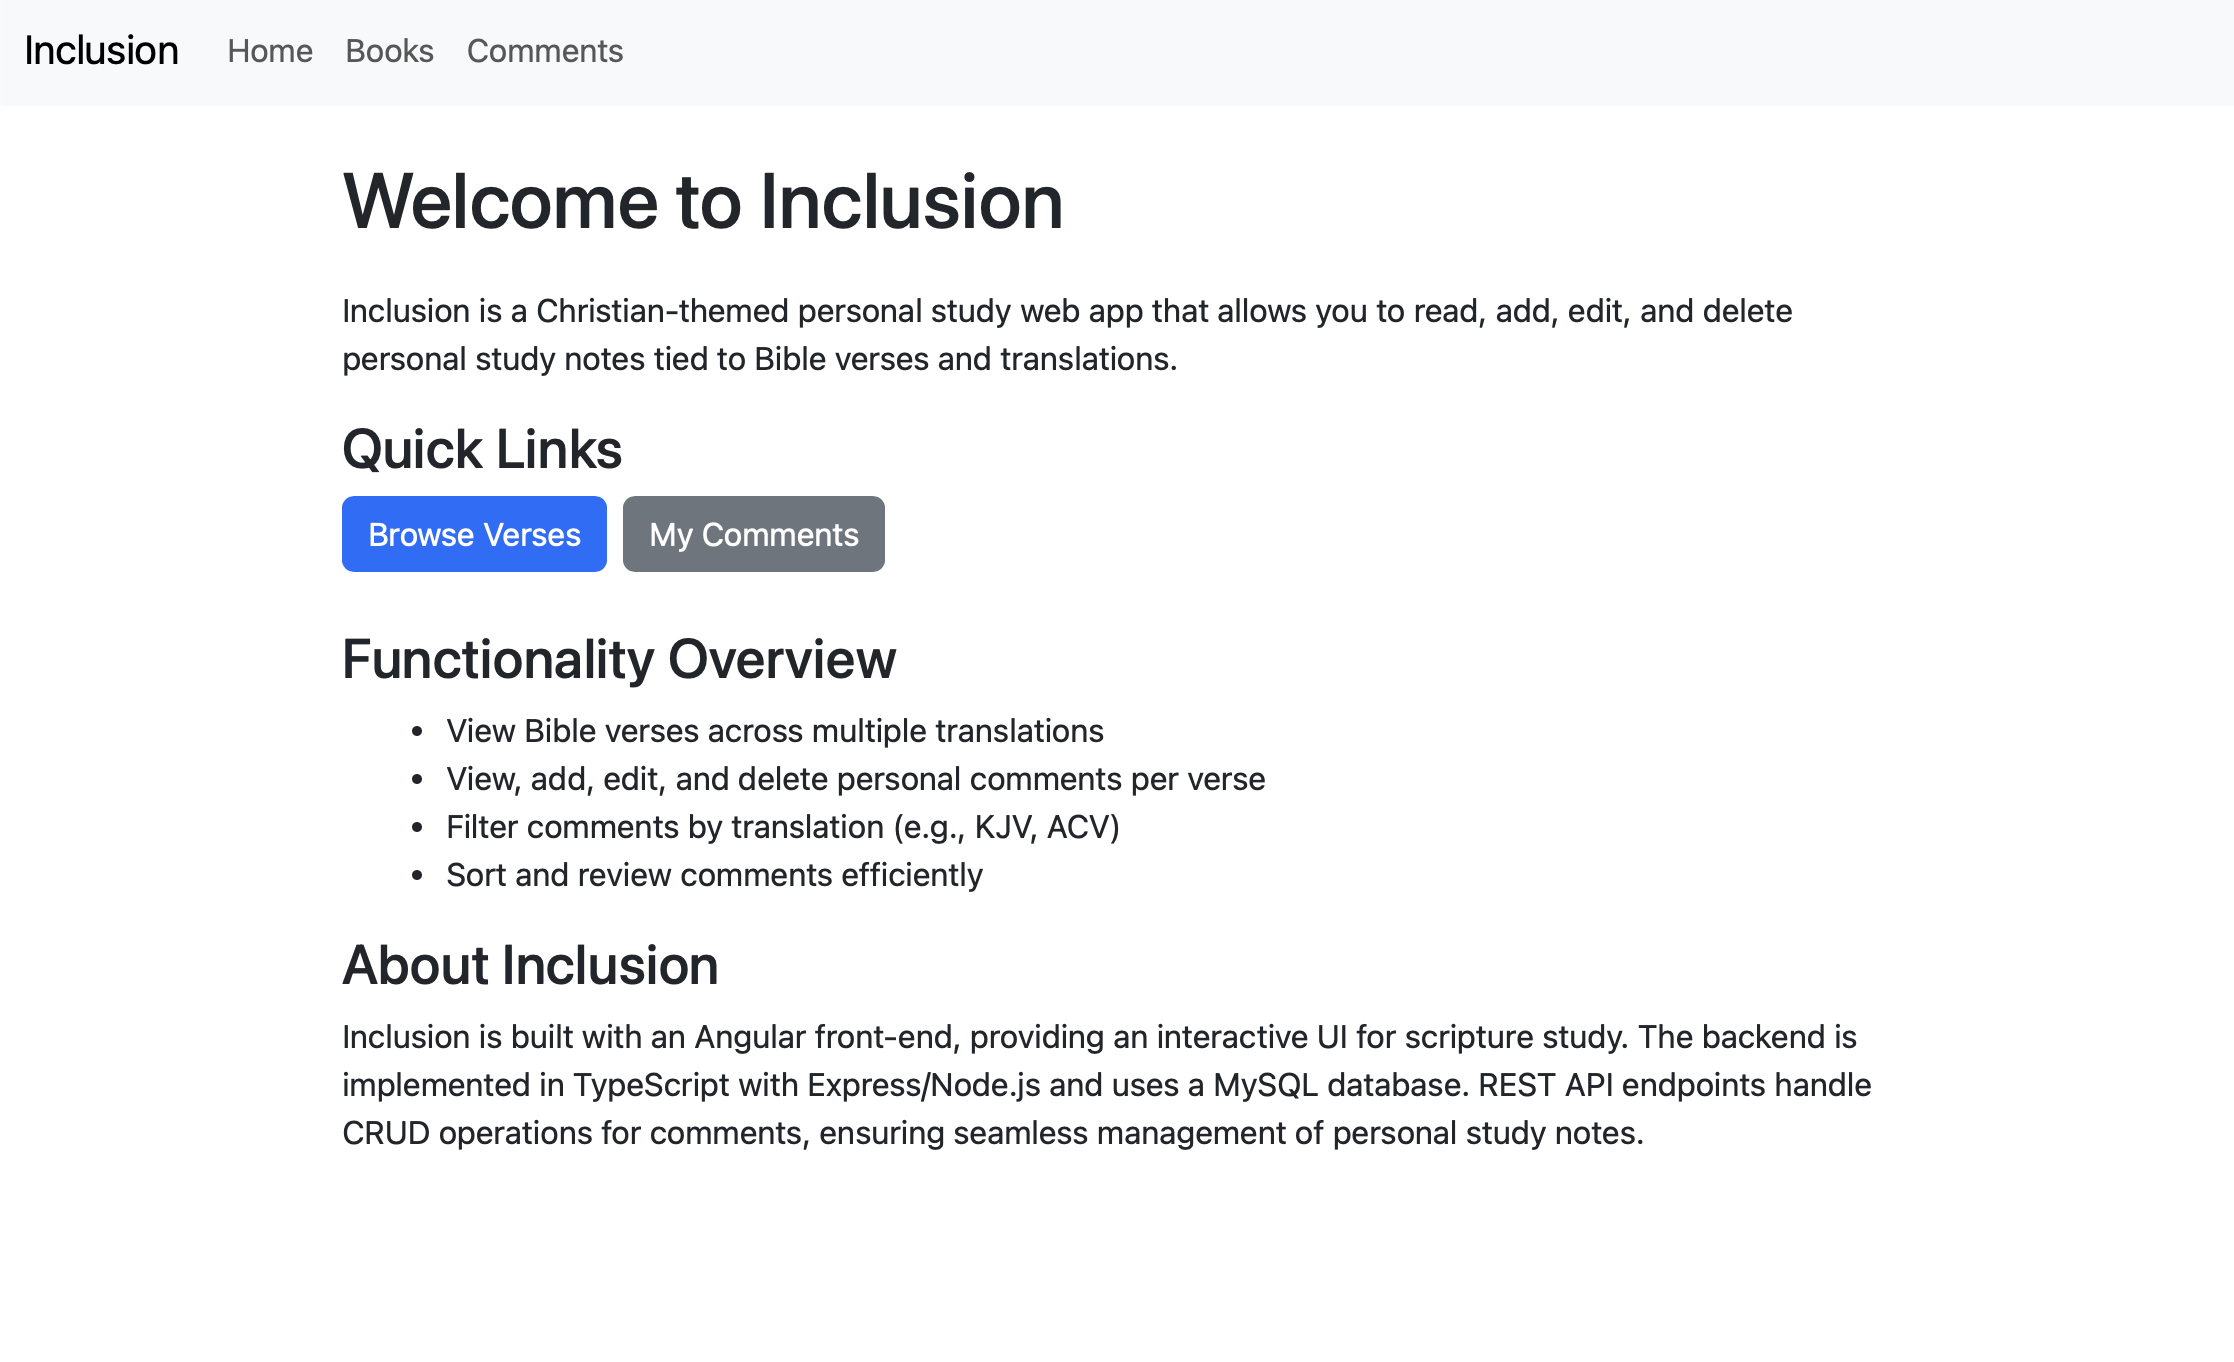 Inclusion Home Books Comments
Welcome to Inclusion
Inclusion is a Christian-themed personal study web app that allows you to read, add, edit, and delete
personal study notes tied to Bible verses and translations.
Quick Links
Browse Verses My Comments
Functionality Overview
• View Bible verses across multiple translations
• View, add, edit, and delete personal comments per verse
• Filter comments by translation (e.g., KJV, ACV)
• Sort and review comments efficiently
About Inclusion
Inclusion is built with an Angular front-end, providing an interactive UI for scripture study. The backend is
implemented in TypeScript with Express/Node.js and uses a MySQL database. REST API endpoints handle
CRUD operations for comments, ensuring seamless management of personal study notes.